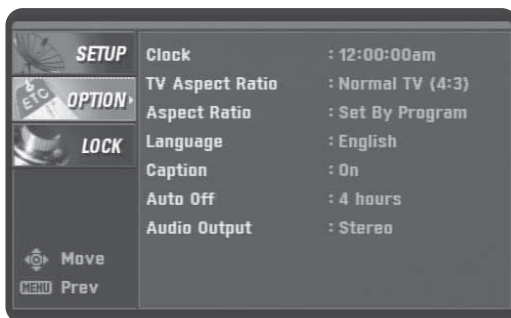 SETUP
ETC OPTION
LOCK
Clock : 12:00:00am
TV Aspect Ratio : Normal TV (4:3)
Aspect Ratio : Set By Program
Language : English
Caption : On
Auto Off : 4 hours
Audio Output : Stereo
Move
MENU Prev